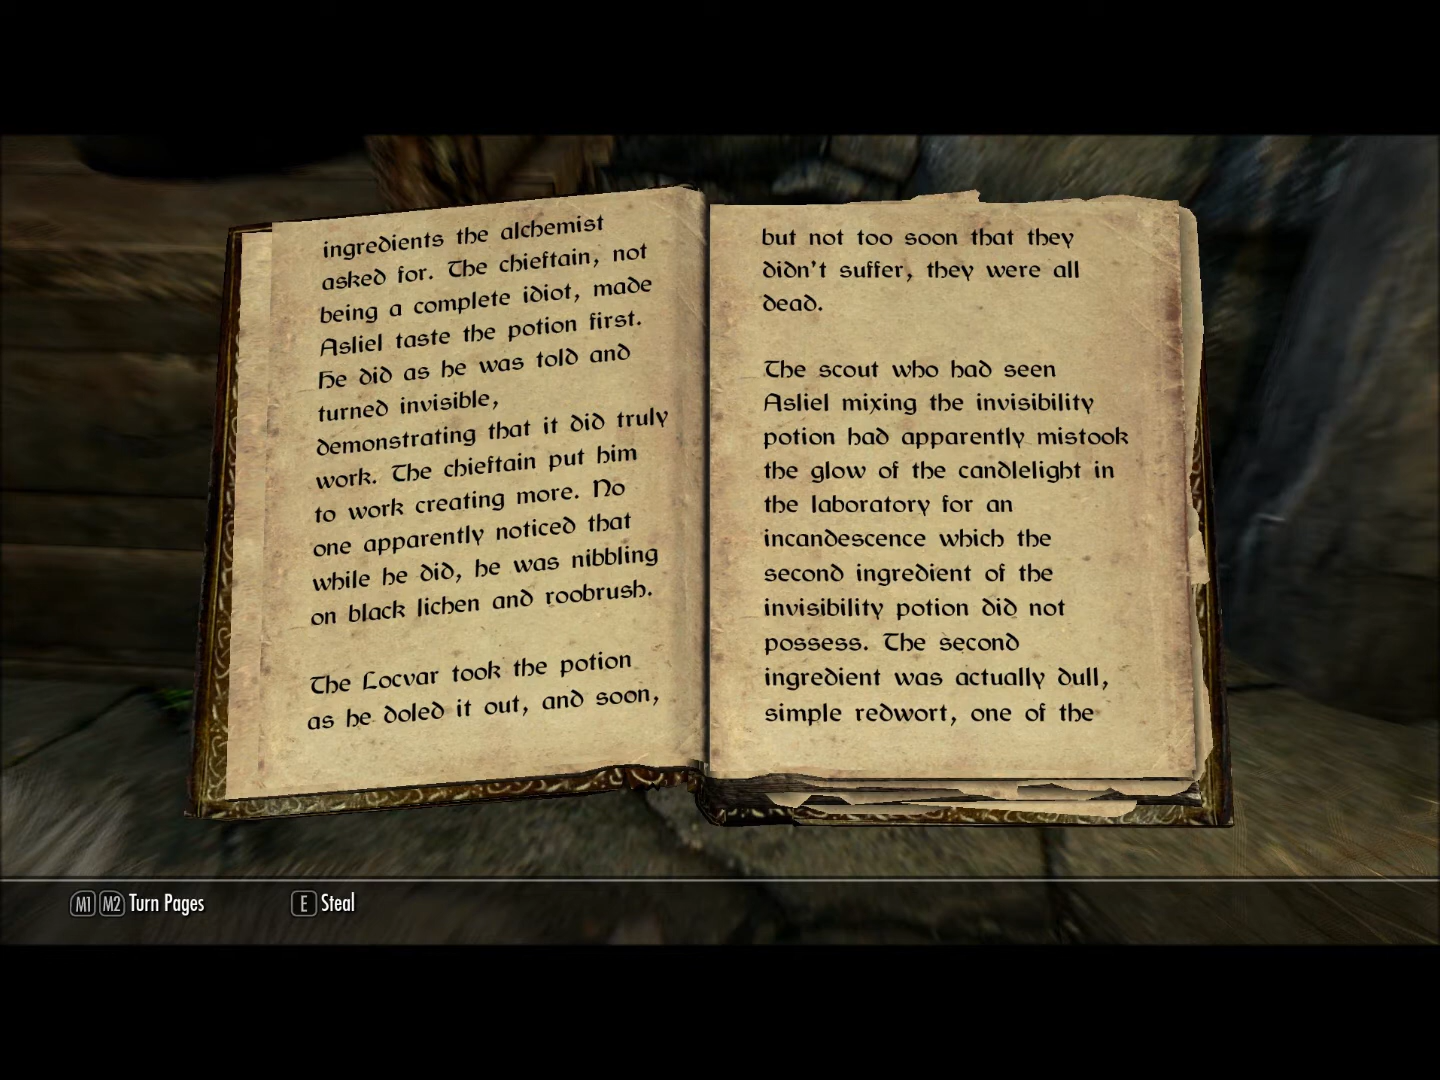 ingredients the alchemist
asked for. The chieftain, not
being a complete idiot, made
Asliel taste the potion first.
He did as he was told and
turned invisible,
demonstrating that it did truly
work. The chieftain put him
to work creating more. No
one apparently noticed that
while he did, he was nibbling
on black lichen and roobrush.
The Locvar took the potion
as he doled it out, and soon,
but not too soon that they
didn't suffer, they were all
dead.
The scout who had seen
Asliel mixing the invisibility
potion had apparently mistook
the glow of the candlelight in
the laboratory for an
incandescence which the
second ingredient of the
invisibility potion did not
possess. The second
ingredient was actually dull,
simple redwort, one of the
M1 M2 Turn Pages
E Steal